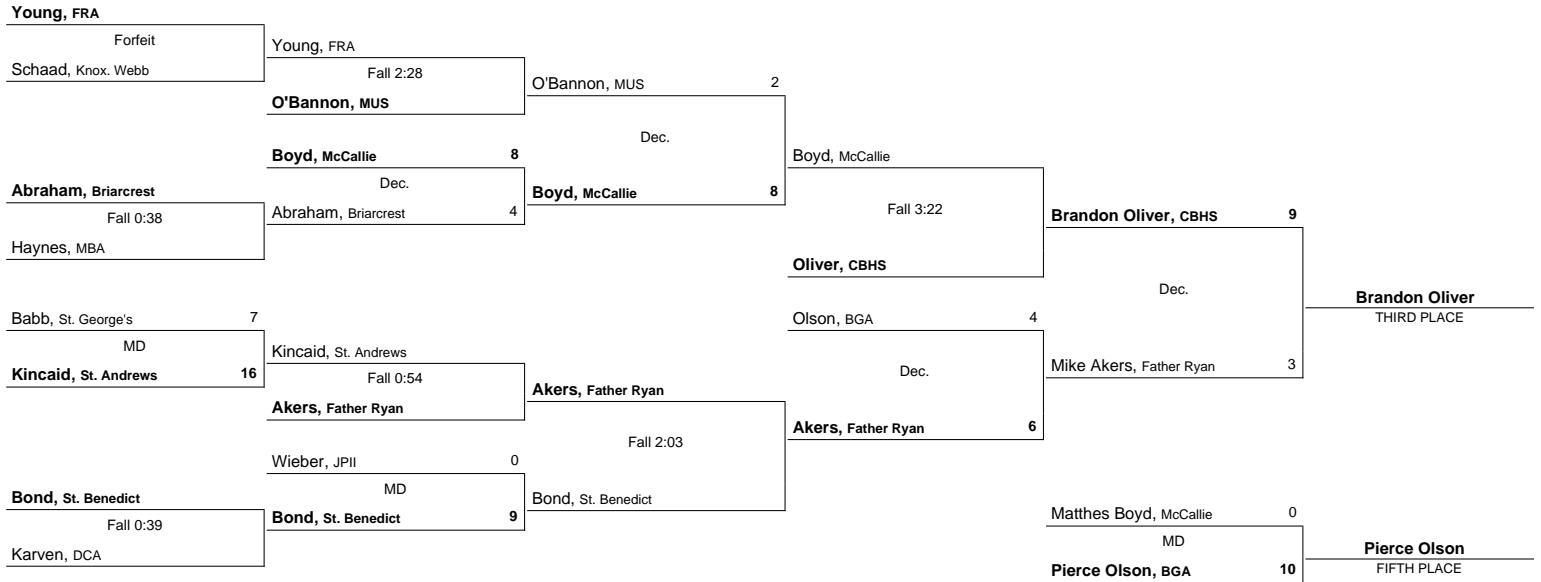 Young, FRA
Forfeit
Schaad, Knox. Webb
Young, FRA
Fall 2:28
O'Bannon, MUS
O'Bannon, MUS 2
Dec.
Boyd, McCallie 8
Boyd, McCallie 8
Dec.
Abraham, Briarcrest 4
Abraham, Briarcrest
Fall 0:38
Haynes, MBA
Boyd, McCallie
Fall 3:22
Oliver, CBHS
Brandon Oliver, CBHS 9
Dec.
Mike Akers, Father Ryan 3
Brandon Oliver
THIRD PLACE
Babb, St. George's 7
MD
Kincaid, St. Andrews 16
Kincaid, St. Andrews
Fall 0:54
Akers, Father Ryan
Akers, Father Ryan
Fall 2:03
Bond, St. Benedict
Olson, BGA 4
Dec.
Akers, Father Ryan 6
Wieber, JPII 0
MD
Bond, St. Benedict 9
Bond, St. Benedict
Fall 0:39
Karven, DCA
Matthes Boyd, McCallie 0
MD
Pierce Olson, BGA 10
Pierce Olson
FIFTH PLACE